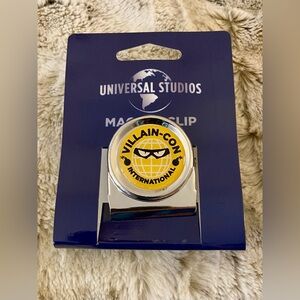 UNIVERSAL STUDIOS
CLIP
VILLAIN-CON
INTERNATIONAL